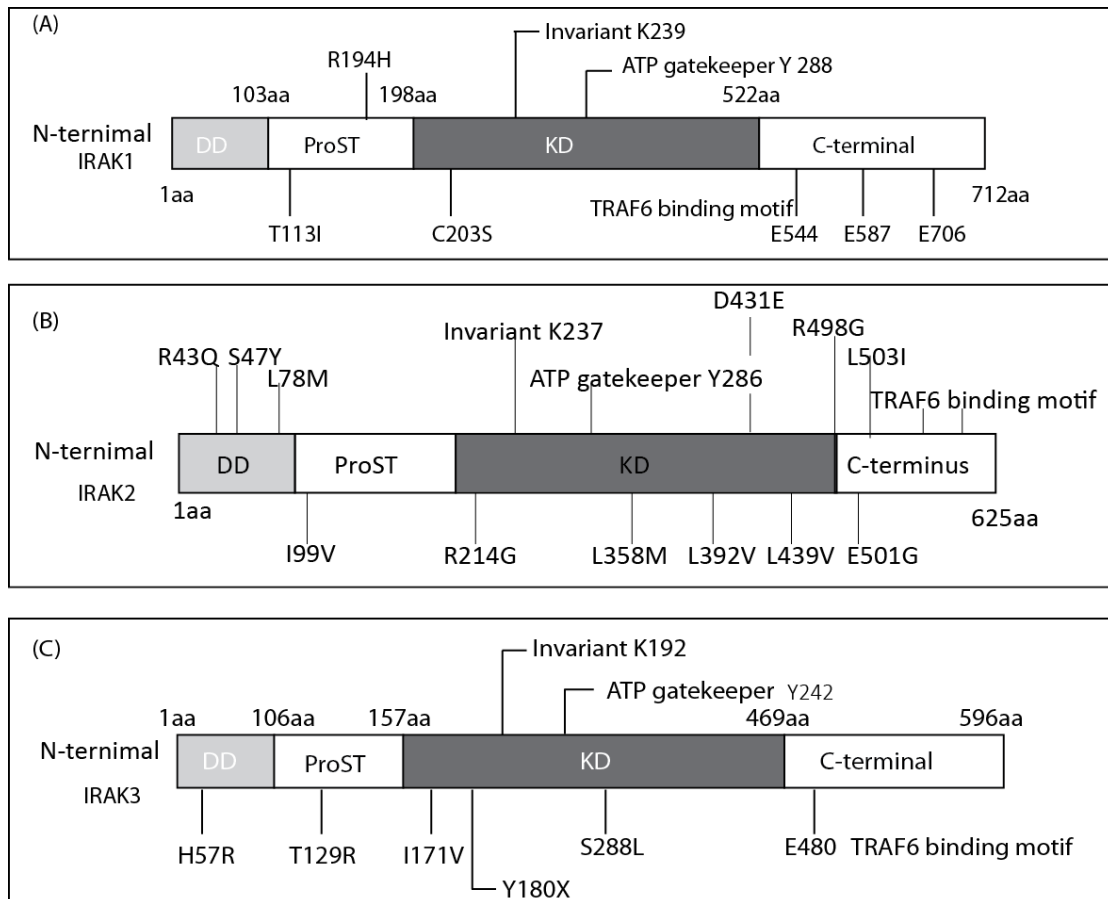 (A)
Invariant K239
R194H
ATP gatekeeper Y 288
103aa
198aa
522aa
N-ternimal
IRAK1
DD
ProST
KD
C-terminal
1aa
TRAF6 binding motif
712aa
T113I
C203S
E544
E587
E706
(B)
D431E
Invariant K237
R498G
R43Q
S47Y
L503I
L78M
ATP gatekeeper Y286
TRAF6 binding motif
N-ternimal
IRAK2
DD
ProST
KD
C-terminus
1aa
625aa
I99V
R214G
L358M
L392V
L439V
E501G
(C)
Invariant K192
ATP gatekeeper Y242
1aa
106aa
157aa
469aa
596aa
N-ternimal
IRAK3
DD
ProST
KD
C-terminal
H57R
T129R
I171V
S288L
E480 TRAF6 binding motif
Y180X